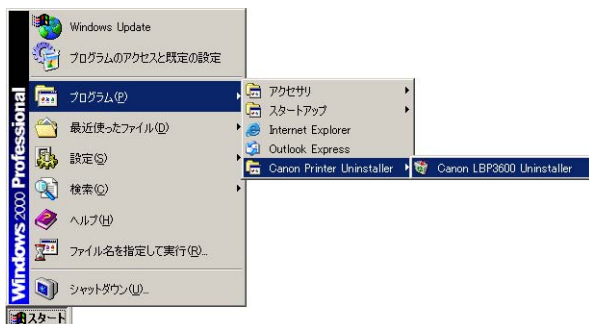 Windows Update
プログラムのアクセスと既定の設定
プログラム(P)
最近使ったファイル(D)
設定(S)
検索(C)
ヘルプ(H)
ファイル名を指定して実行(R)...
シャットダウン(U)...
Windows 2000 Professional
スタート
アクセサリ
スタートアップ
Internet Explorer
Outlook Express
Canon Printer Uninstaller
Canon LBP3600 Uninstaller